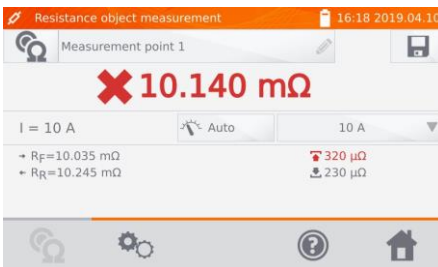 Resistance object measurement 16:18 2019.04.10
Measurement point 1
10.140 mΩ
I = 10 A Auto 10 A
RF=10.035 mΩ 320 µΩ
RR=10.245 mΩ 230 µΩ